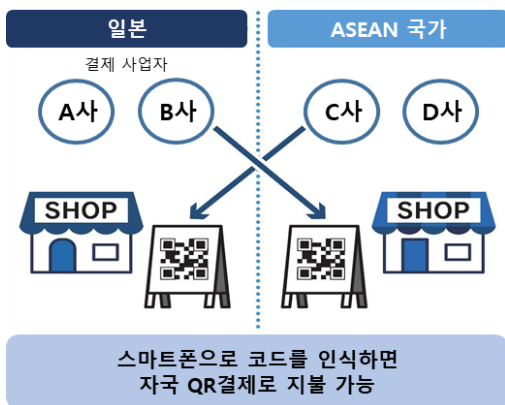 일본
ASEAN 국가
결제 사업자
A사
B사
C사
D사
SHOP
SHOP
스마트폰으로 코드를 인식하면
자국 QR결제로 지불 가능